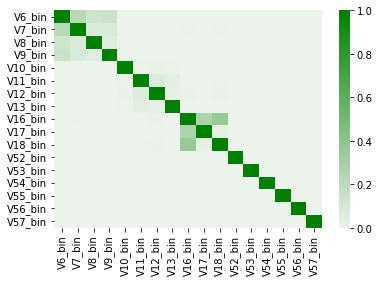 V6_bin
V7_bin
V8_bin
V9_bin
V10_bin
V11_bin
V12_bin
V13_bin
V16_bin
V17_bin
V18_bin
V52_bin
V53_bin
V54_bin
V55_bin
V56_bin
V57_bin
V6_bin V7_bin V8_bin V9_bin V10_bin V11_bin V12_bin V13_bin V16_bin V17_bin V18_bin V52_bin V53_bin V54_bin V55_bin V56_bin V57_bin
1.0
0.8
0.6
0.4
0.2
0.0